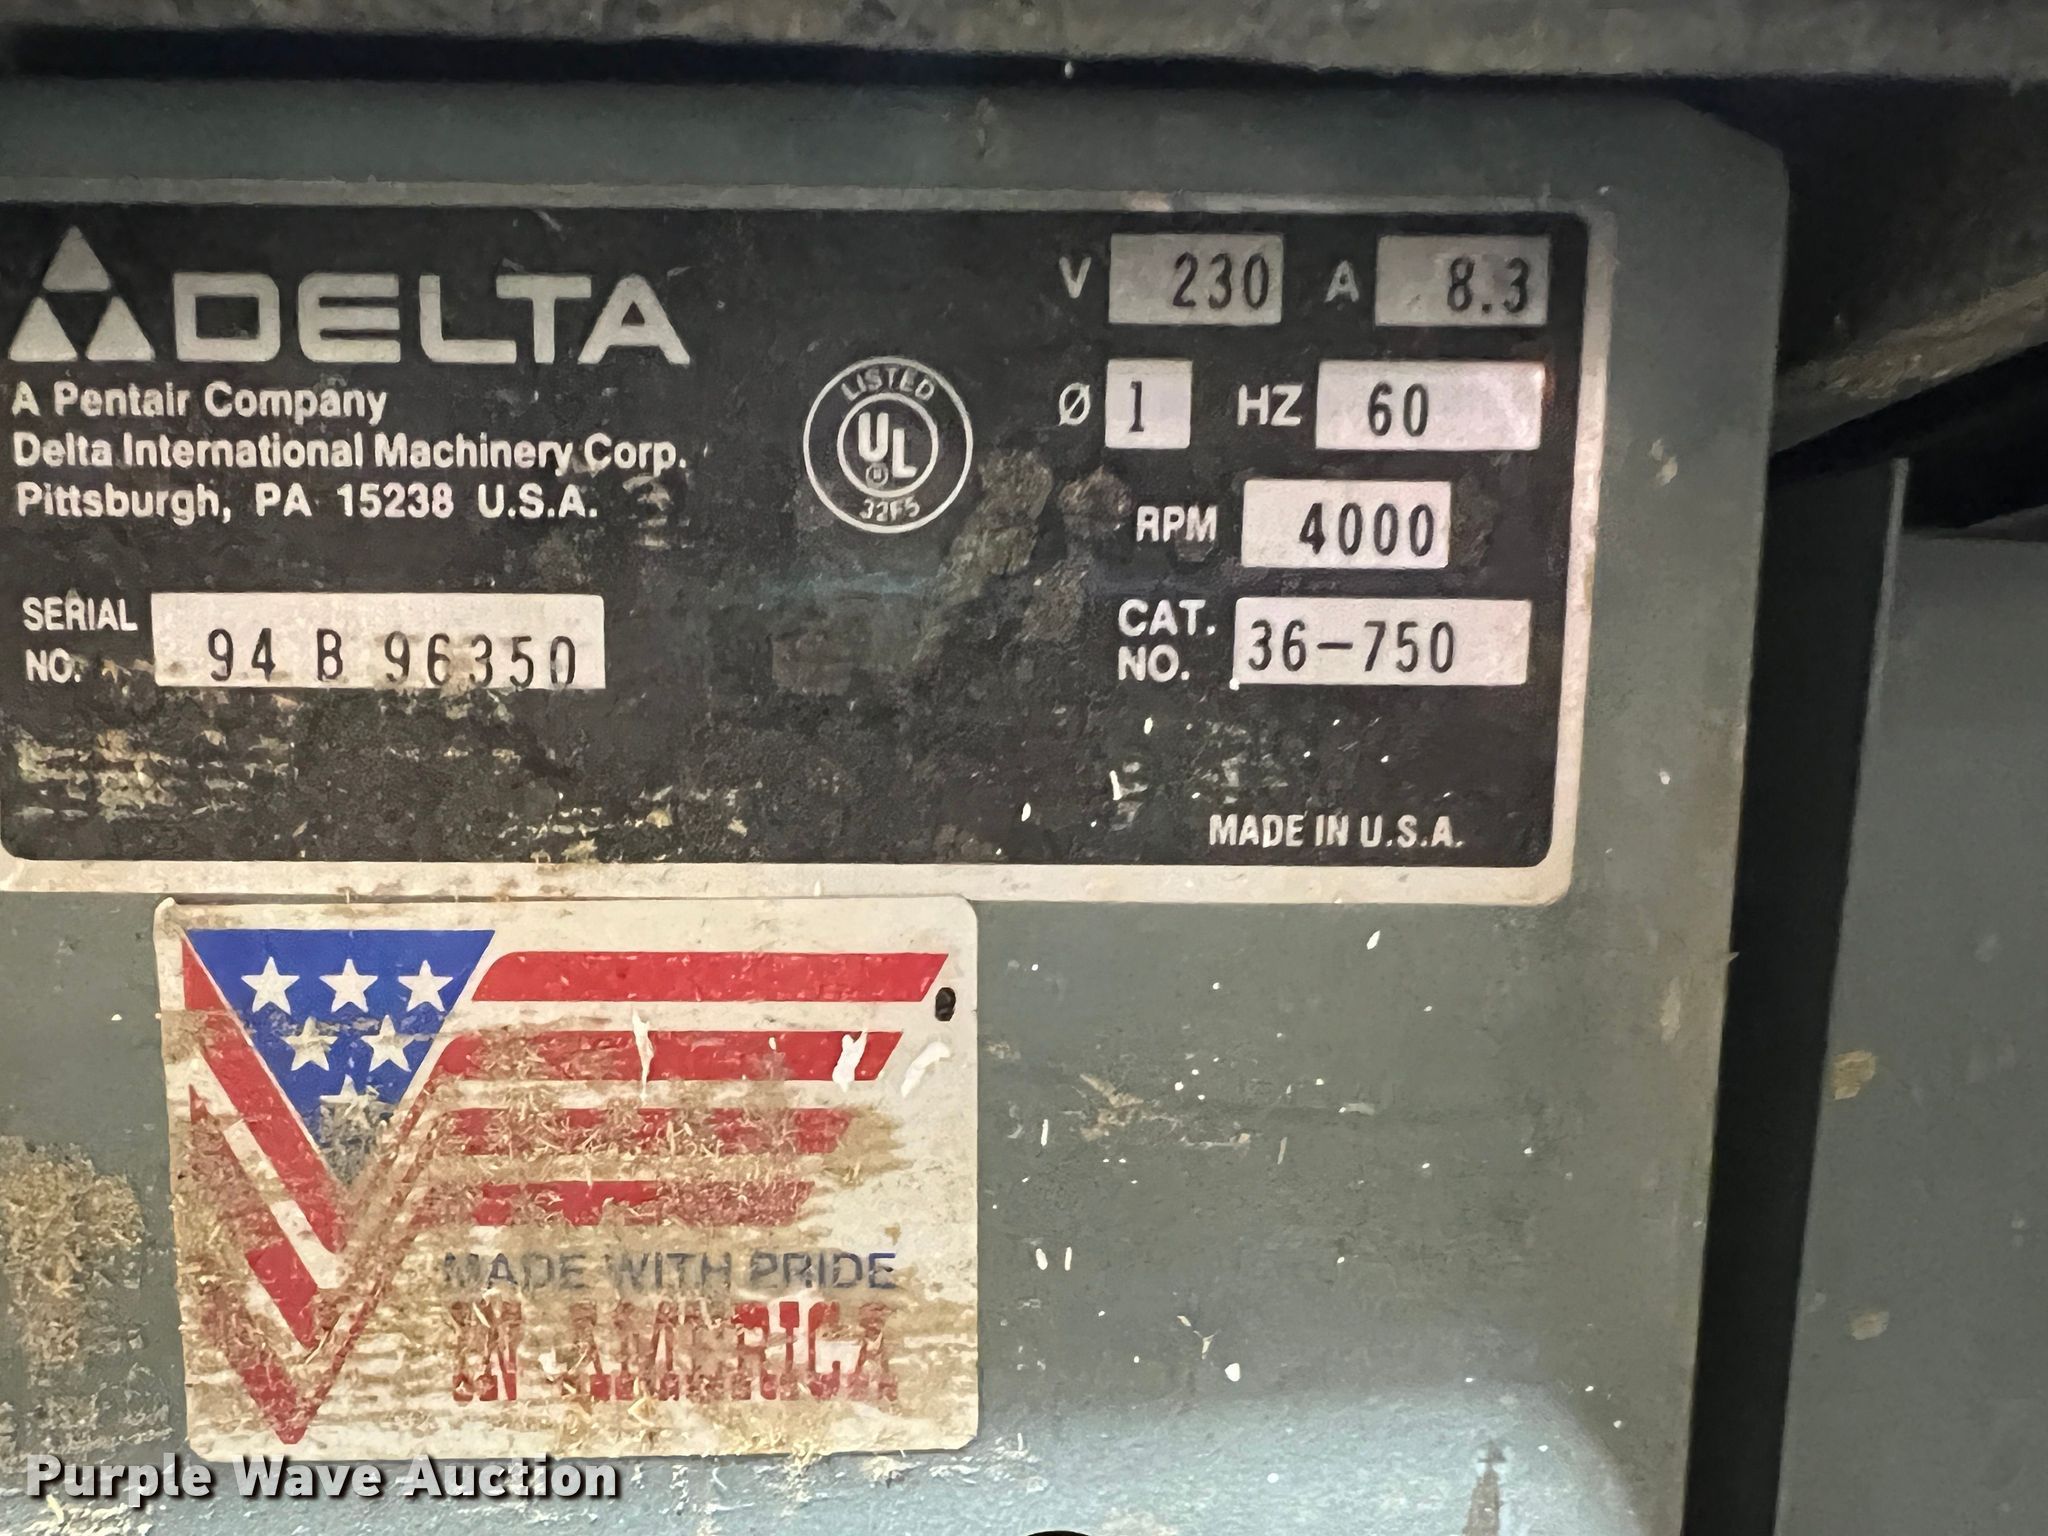 DELTA
A Pentair Company
Delta International Machinery Corp.
Pittsburgh, PA 15238 U.S.A.
SERIAL NO. 94 B 96350
LISTED
UL
32F5
V 230 A 8.3
Ø 1 HZ 60
RPM 4000
CAT. NO. 36-750
MADE IN U.S.A.
MADE WITH PRIDE
IN AMERICA
Purple Wave Auction